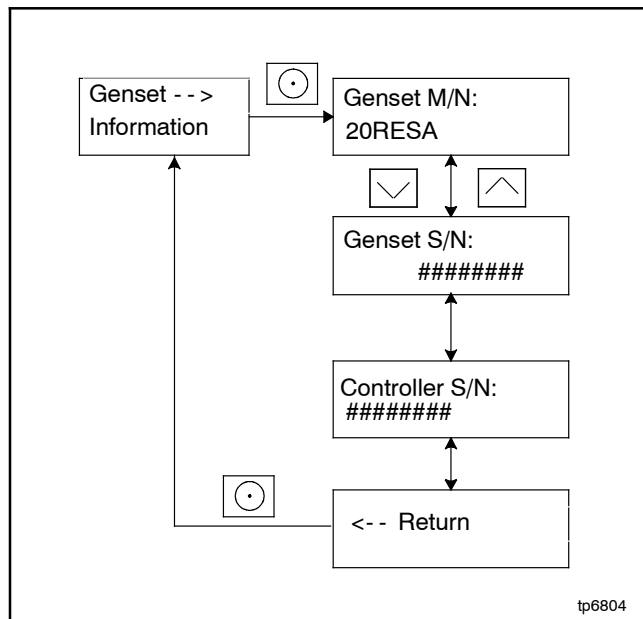 Genset - - >
Information
Genset M/N:
20RESA
Genset S/N:
########
Controller S/N:
########
<- - Return
tp6804